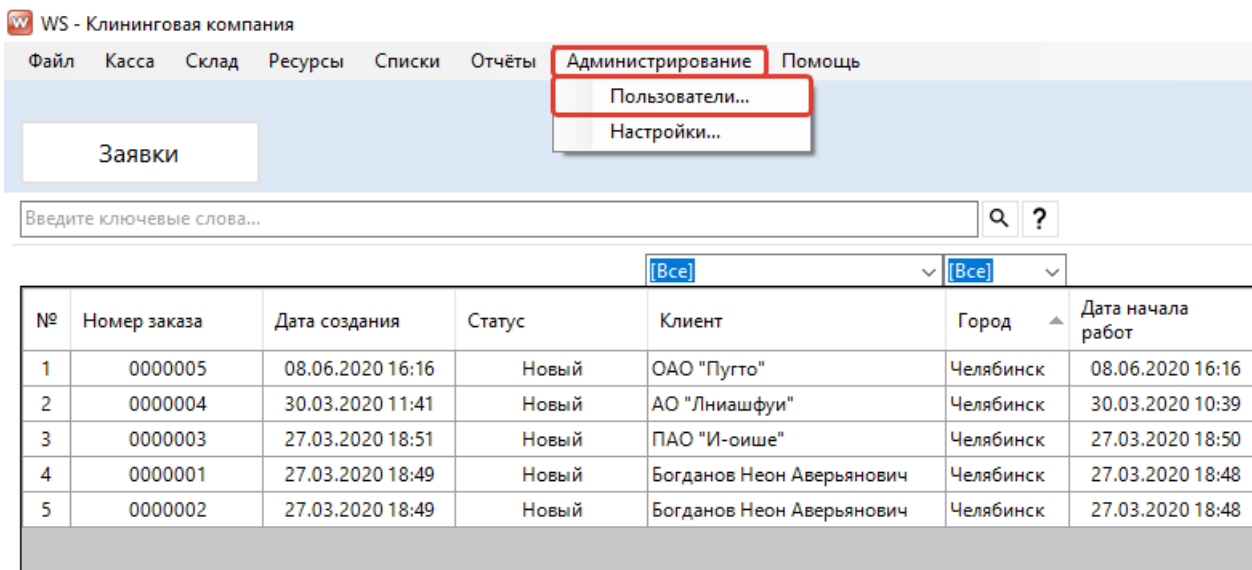 WS - Клининговая компания
Файл Касса Склад Ресурсы Списки Отчёты Администрирование Помощь
Пользователи...
Настройки...
Заявки
Введите ключевые слова... ?
[Все] [Все]
№ Номер заказа Дата создания Статус Клиент Город Дата начала работ
1 0000005 08.06.2020 16:16 Новый ОАО "Пугто" Челябинск 08.06.2020 16:16
2 0000004 30.03.2020 11:41 Новый АО "Лниашфуи" Челябинск 30.03.2020 10:39
3 0000003 27.03.2020 18:51 Новый ПАО "И-оише" Челябинск 27.03.2020 18:50
4 0000001 27.03.2020 18:49 Новый Богданов Неон Аверьянович Челябинск 27.03.2020 18:48
5 0000002 27.03.2020 18:49 Новый Богданов Неон Аверьянович Челябинск 27.03.2020 18:48